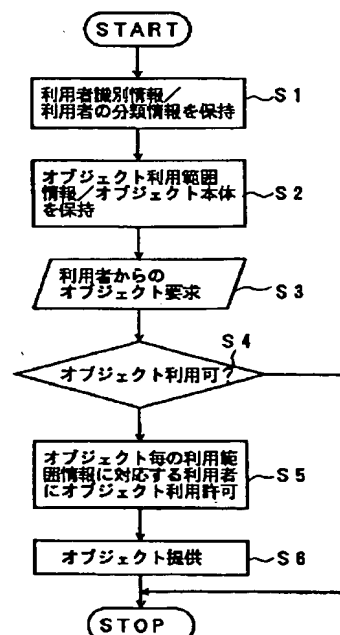 START
利用者識別情報/
利用者の分類情報を保持
S1
オブジェクト利用範囲
情報/オブジェクト本体
を保持
S2
利用者からの
オブジェクト要求
S3
S4
オブジェクト利用可?
オブジェクト毎の利用範
囲情報に対応する利用者
にオブジェクト利用許可
S5
オブジェクト提供
S6
STOP